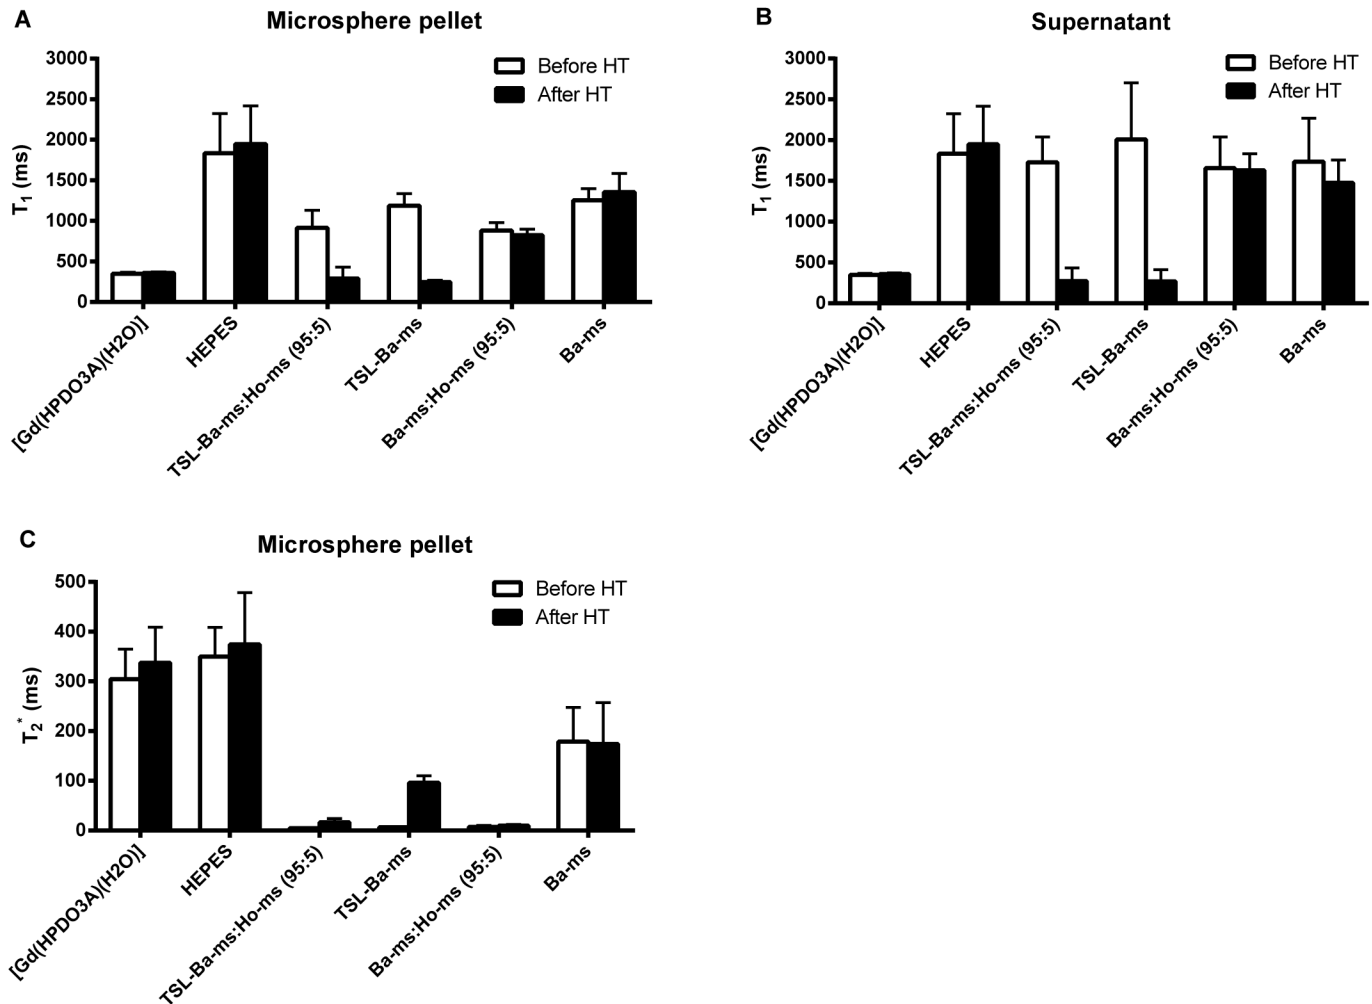 A
Microsphere pellet
Before HT
After HT
T1 (ms)
3000
2500
2000
1500
1000
500
0
[Gd(HPDO3A)(H2O)]
HEPES
TSL-Ba-ms:Ho-ms (95:5)
TSL-Ba-ms
Ba-ms:Ho-ms (95:5)
Ba-ms
B
Supernatant
Before HT
After HT
T1 (ms)
3000
2500
2000
1500
1000
500
0
[Gd(HPDO3A)(H2O)]
HEPES
TSL-Ba-ms:Ho-ms (95:5)
TSL-Ba-ms
Ba-ms:Ho-ms (95:5)
Ba-ms
C
Microsphere pellet
Before HT
After HT
T2* (ms)
500
400
300
200
100
0
[Gd(HPDO3A)(H2O)]
HEPES
TSL-Ba-ms:Ho-ms (95:5)
TSL-Ba-ms
Ba-ms:Ho-ms (95:5)
Ba-ms